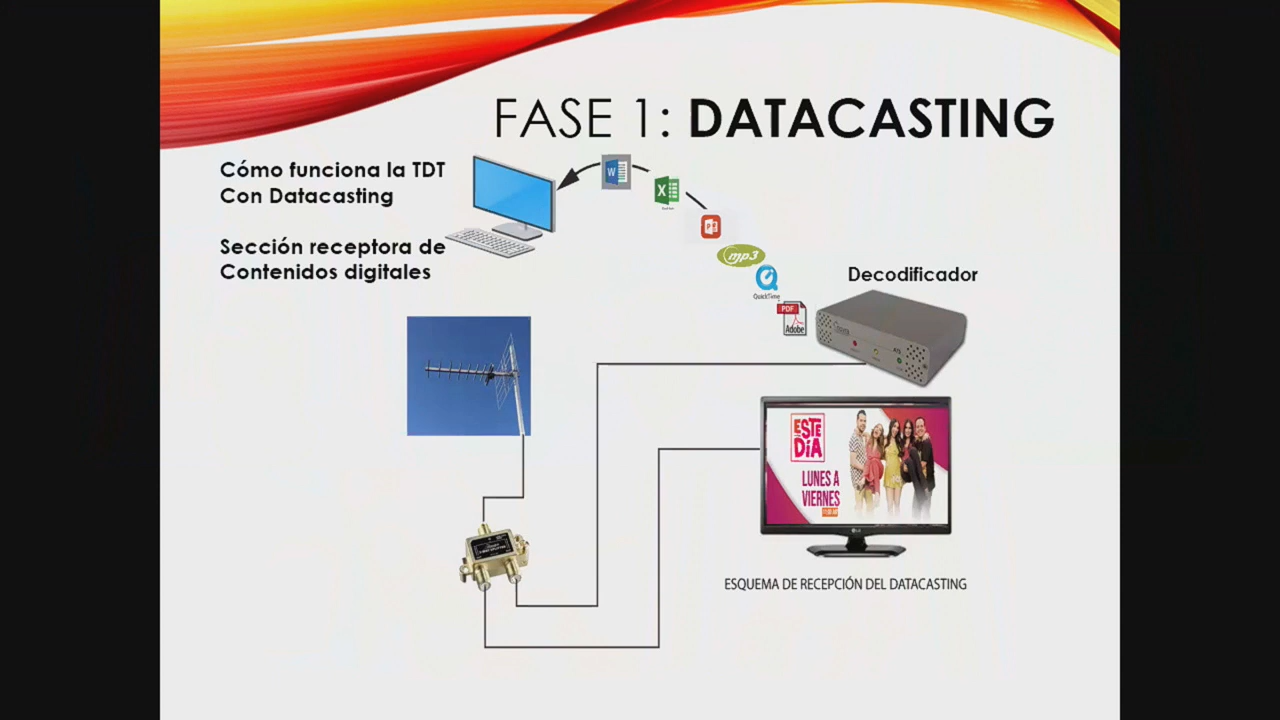 FASE 1: DATACASTING
Cómo funciona la TDT
Con Datacasting
Sección receptora de
Contenidos digitales
W
X
P
mp3
QuickTime
PDF
Adobe
Decodificador
ESTE
DÍA
LUNES A
VIERNES
LG
ESQUEMA DE RECEPCIÓN DEL DATACASTING